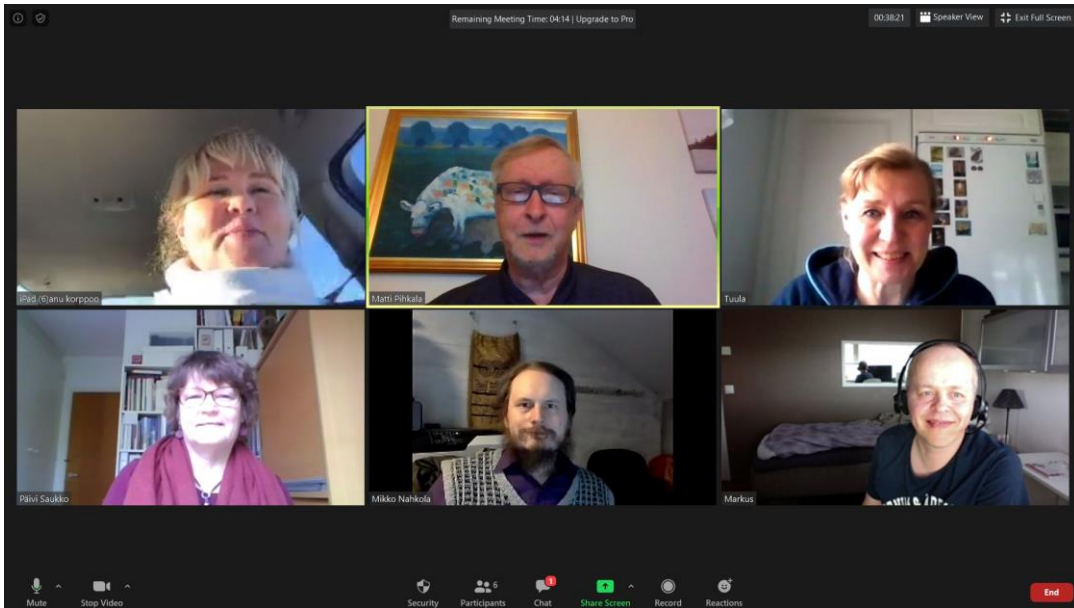 Remaining Meeting Time: 04:14 | Upgrade to Pro
00:38:21
Speaker View
Exit Full Screen
iPad (6)anu korppoo
Matti Pihkala
Tuula
Päivi Saukko
Mikko Nahkola
Markus
Mute
Stop Video
Security
Participants
6
Chat
1
Share Screen
Record
Reactions
End